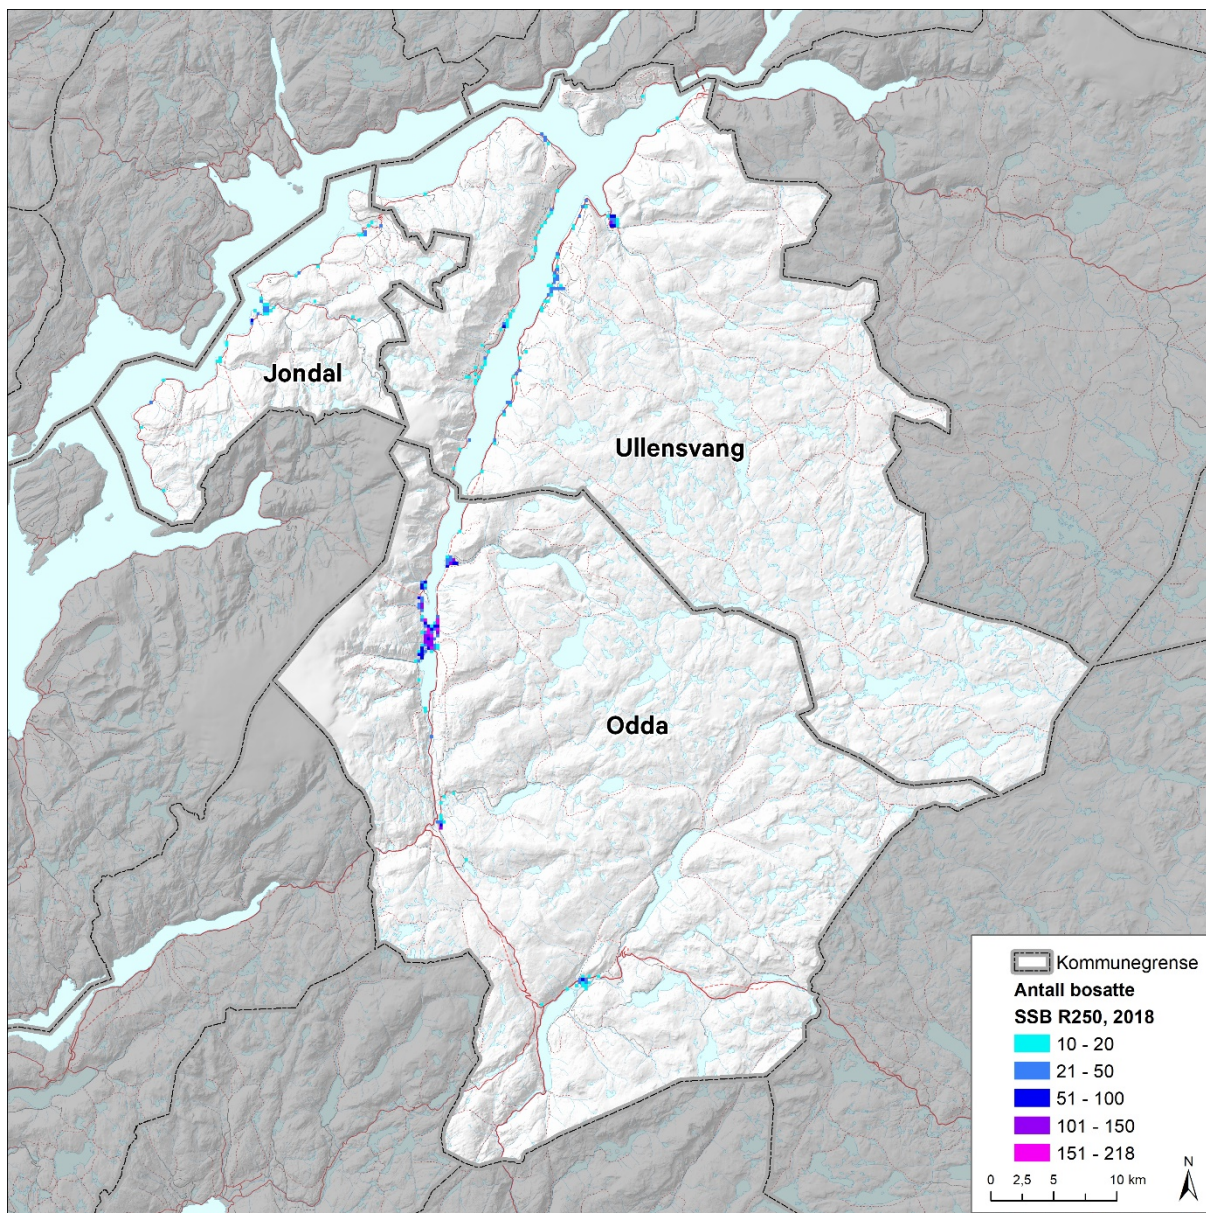 Jondal
Ullensvang
Odda
Kommunegrense
Antall bosatte
SSB R250, 2018
10 - 20
21 - 50
51 - 100
101 - 150
151 - 218
N
0 2,5 5 10 km